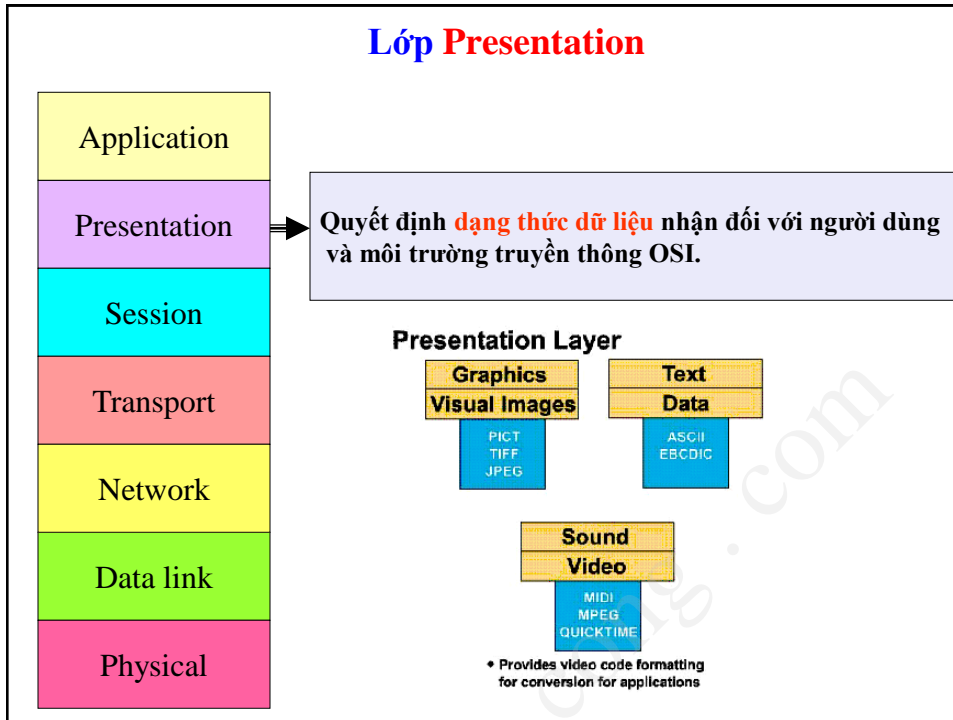 Lớp Presentation
Application
Presentation
Quyết định dạng thức dữ liệu nhận đối với người dùng
và môi trường truyền thông OSI.
Session
Transport
Network
Data link
Physical
Presentation Layer
Graphics
Visual Images
PICT
TIFF
JPEG
Text
Data
ASCII
EBCDIC
Sound
Video
MIDI
MPEG
QUICKTIME
• Provides video code formatting
for conversion for applications
cong . com